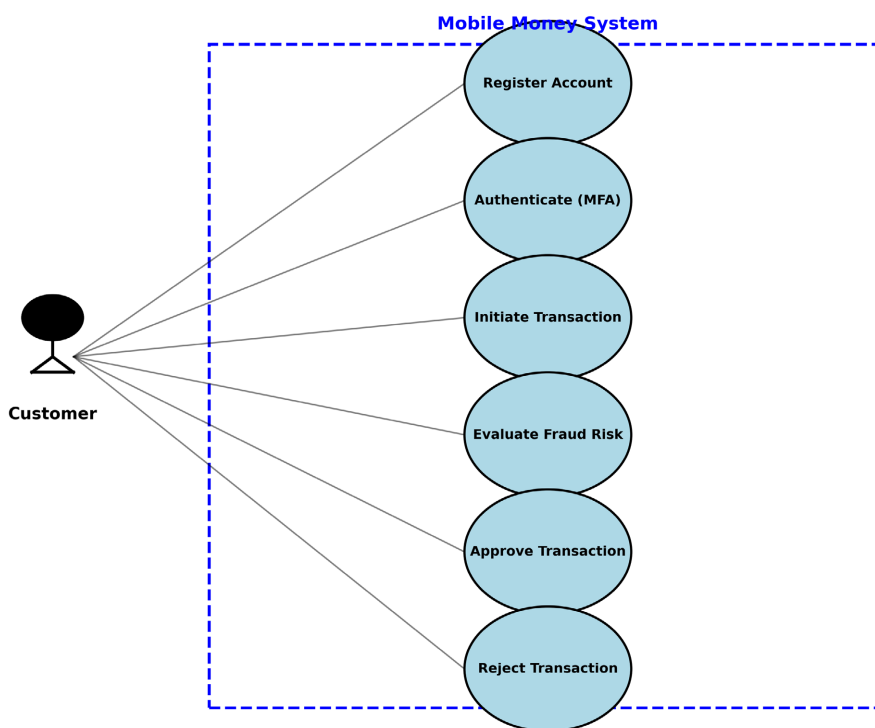 Mobile Money System
Register Account
Authenticate (MFA)
Initiate Transaction
Evaluate Fraud Risk
Customer
Approve Transaction
Reject Transaction